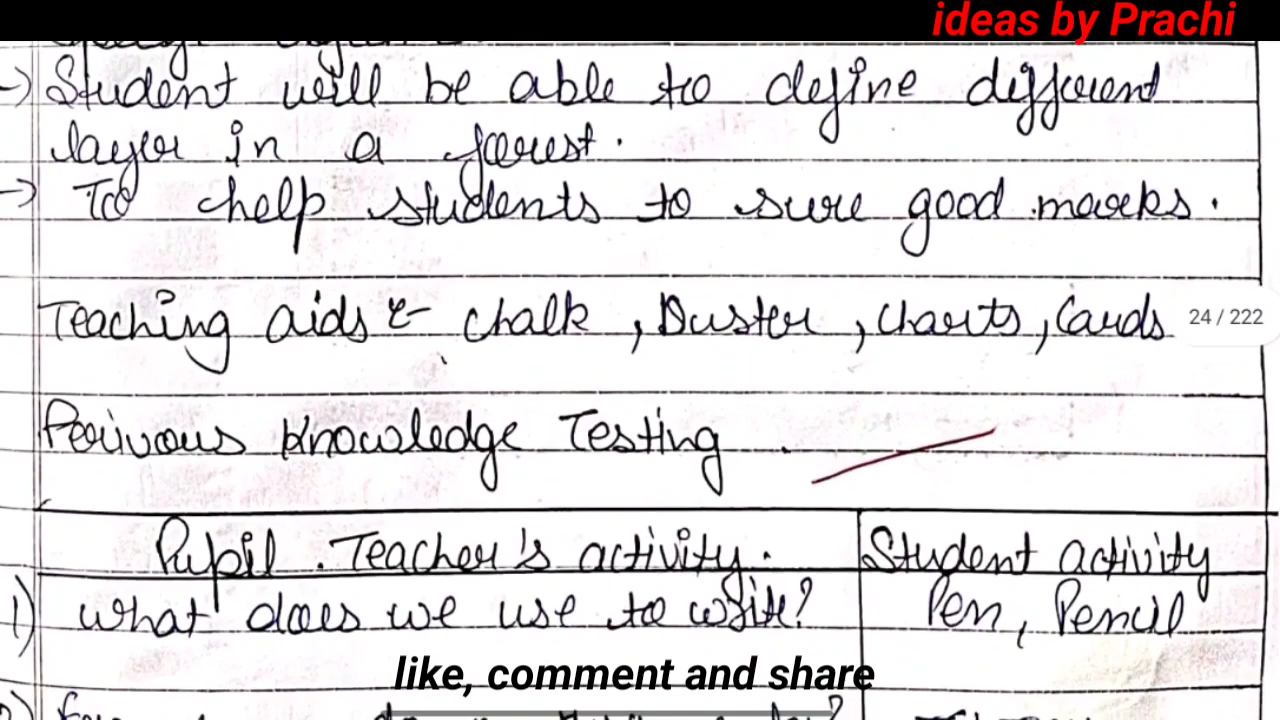 ideas by Prachi
→ Student will be able to define different
layer in a forest.
→ To help students to sure good marks.
Teaching aids :- chalk, Duster, charts, Cards
24 / 222
Perivous knowledge Testing
Pupil . Teacher's activity. Student activity
1) what does we use to write? Pen, Pencil
like, comment and share